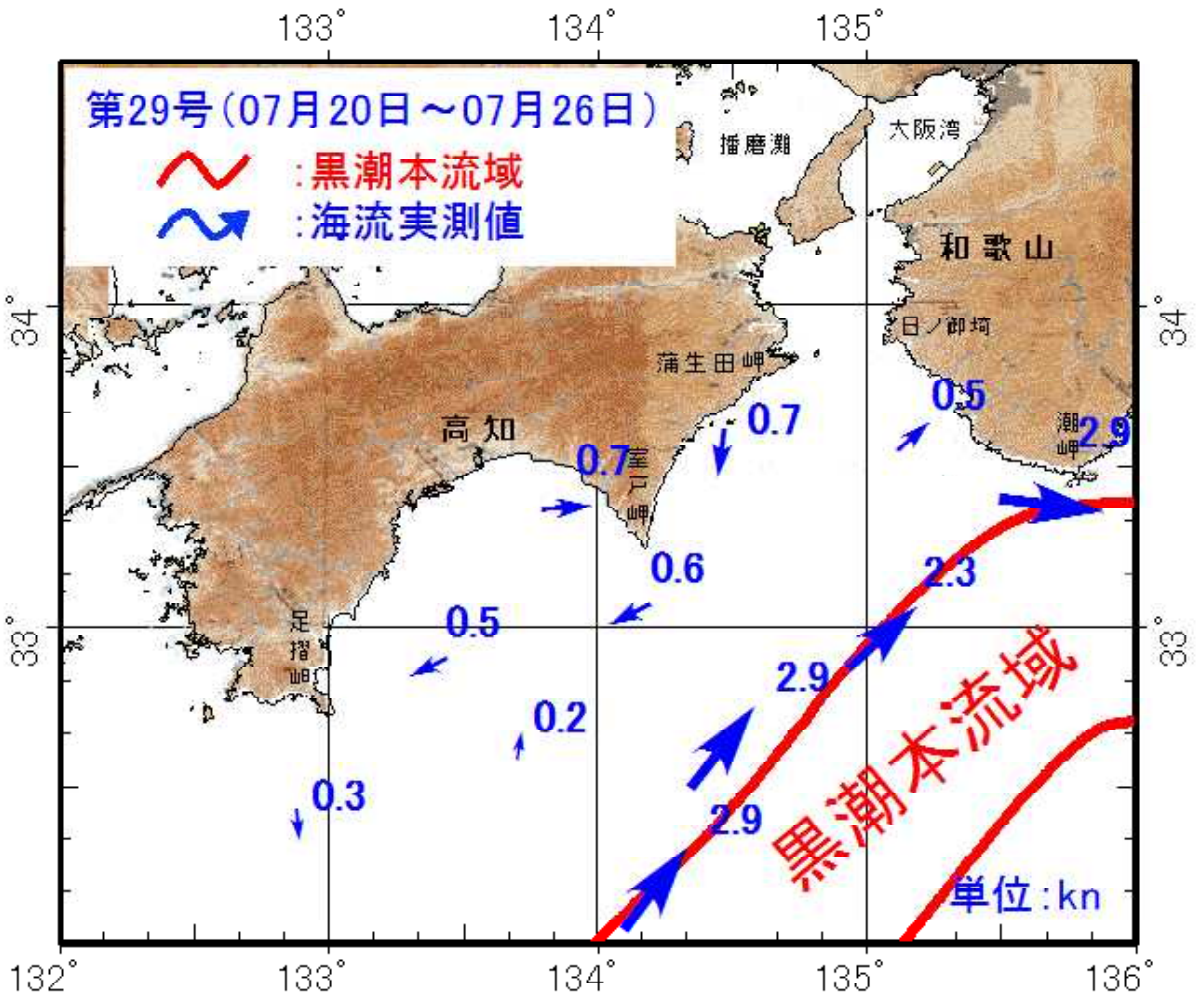 133°
134°
135°
第29号(07月20日～07月26日)
:黒潮本流域
:海流実測値
播磨灘
大阪湾
和歌山
34°
34°
日ノ御埼
蒲生田岬
0.5
0.7
高知
潮岬
2.9
0.7
室戸岬
0.6
2.3
0.5
足摺岬
33°
33°
2.9
0.2
0.3
2.9
黒潮本流域
単位:kn
132°
133°
134°
135°
136°